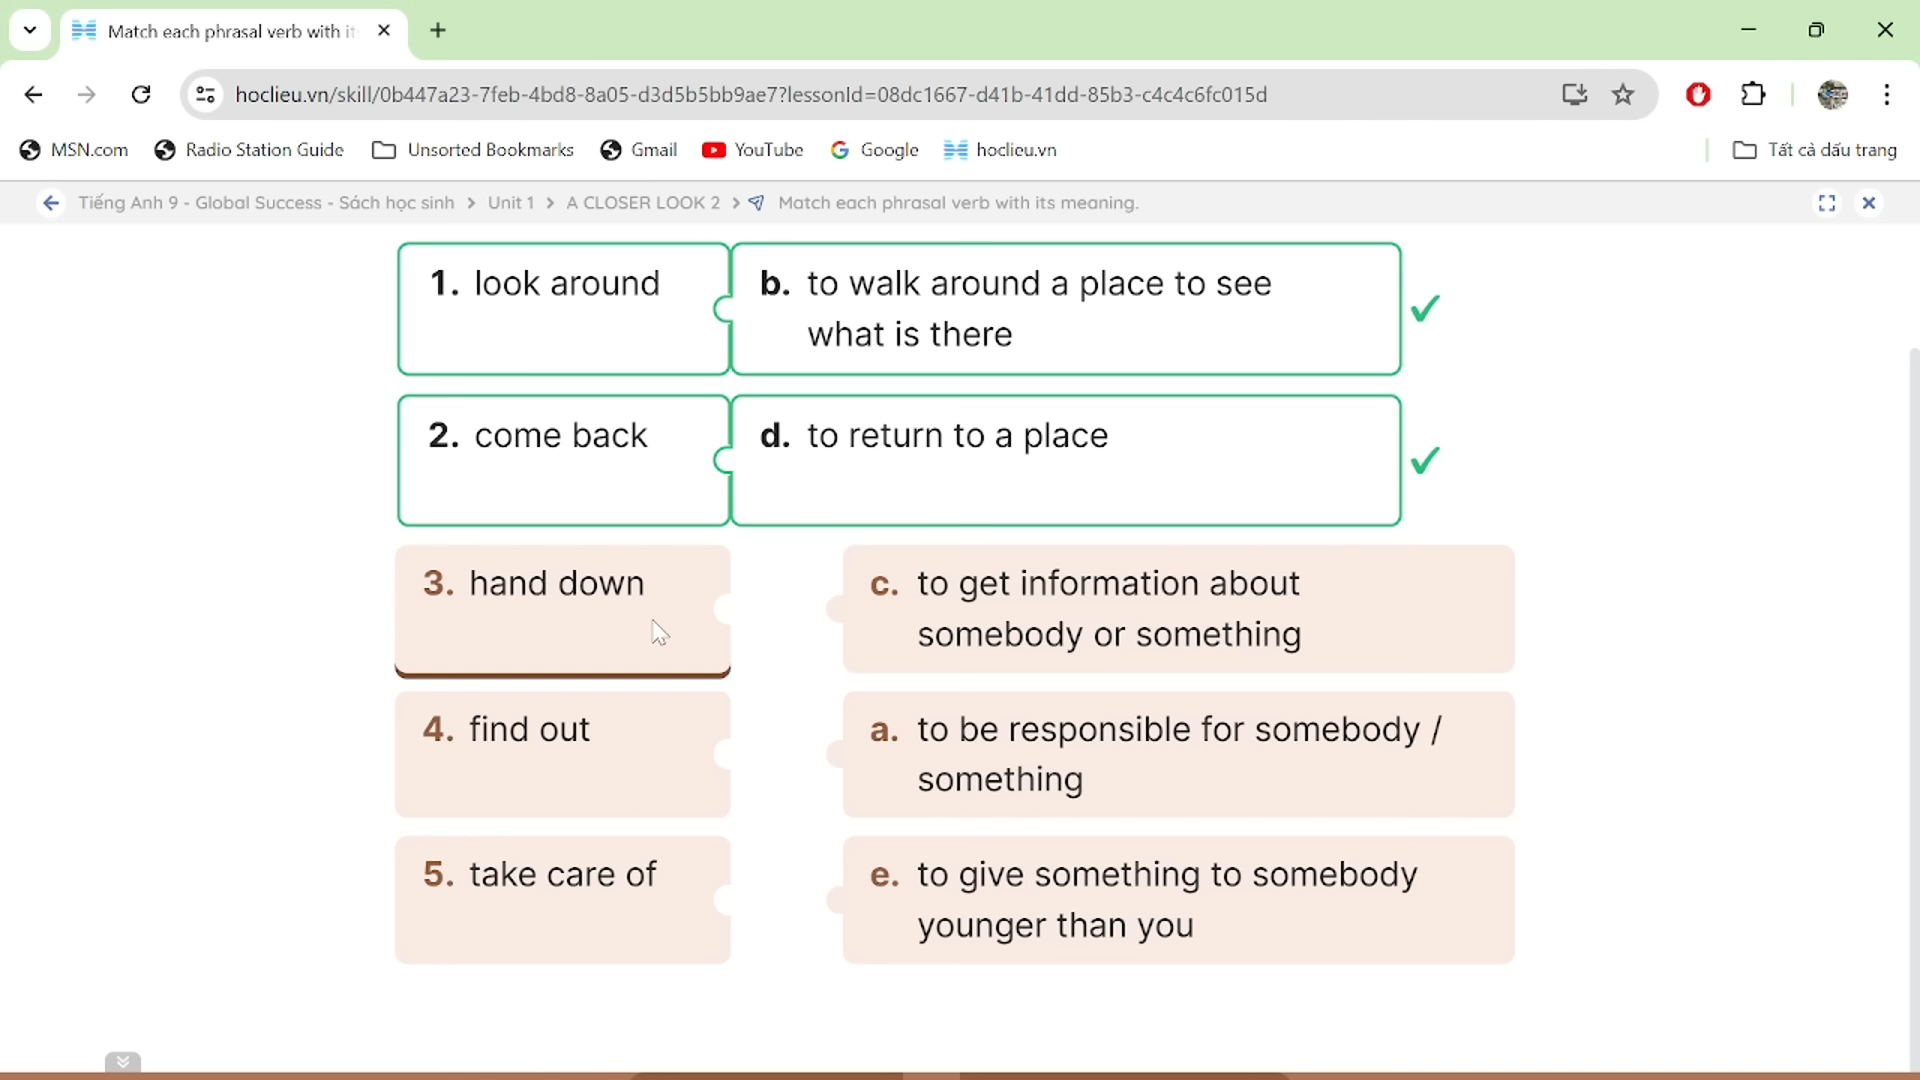 Match each phrasal verb with it
hoclieu.vn/skill/0b447a23-7feb-4bd8-8a05-d3d5b5bb9ae7?lessonId=08dc1667-d41b-41dd-85b3-c4c4c6fc015d
MSN.com Radio Station Guide Unsorted Bookmarks Gmail YouTube Google hoclieu.vn Tất cả dấu trang
Tiếng Anh 9 - Global Success - Sách học sinh > Unit 1 > A CLOSER LOOK 2 > Match each phrasal verb with its meaning.
1. look around b. to walk around a place to see
what is there
2. come back d. to return to a place
3. hand down c. to get information about
somebody or something
4. find out a. to be responsible for somebody /
something
5. take care of e. to give something to somebody
younger than you